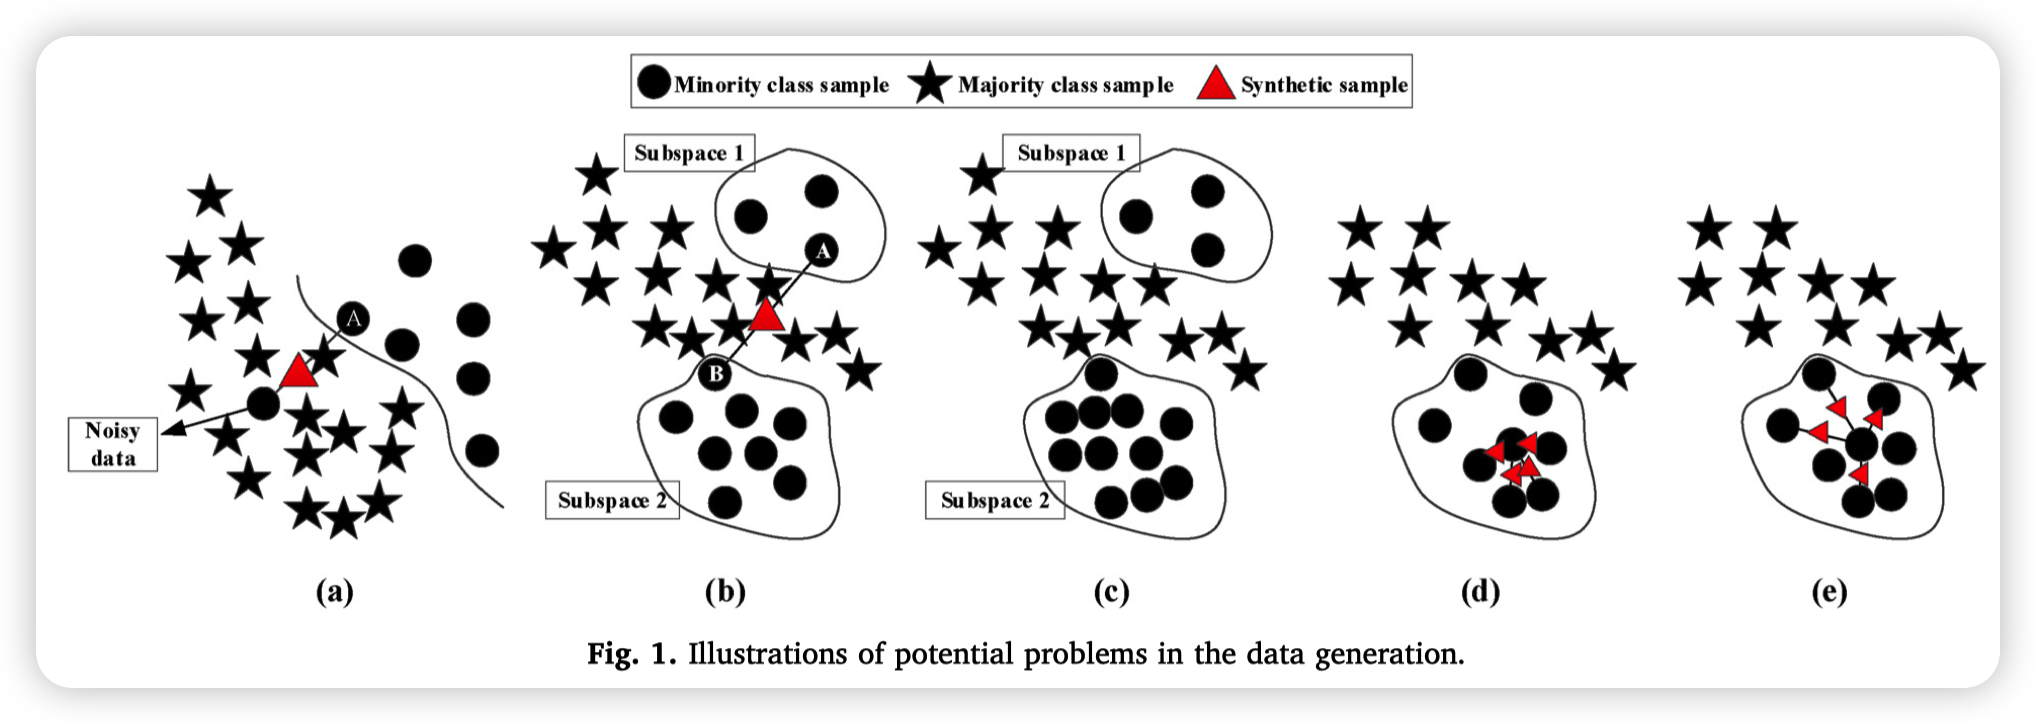 Minority class sample Majority class sample Synthetic sample
Subspace 1
Subspace 1
A
A
B
Noisy
data
Subspace 2
Subspace 2
(a) (b) (c) (d) (e)
Fig. 1. Illustrations of potential problems in the data generation.